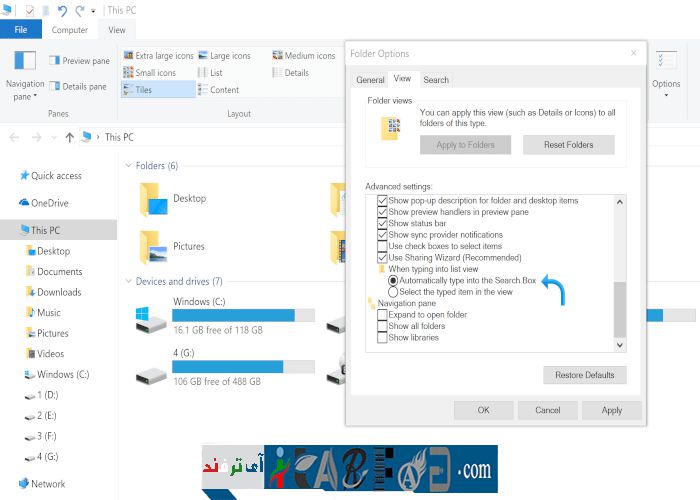 This PC
File
Computer
View
Navigation pane
Preview pane
Details pane
Panes
Extra large icons
Large icons
Medium icons
Small icons
List
Details
Tiles
Content
Layout
Options
This PC
Quick access
OneDrive
This PC
Desktop
Documents
Downloads
Music
Pictures
Videos
Windows (C:)
1 (D:)
2 (E:)
3 (F:)
4 (G:)
Network
Folders (6)
Desktop
Pictures
Devices and drives (7)
Windows (C:)
16.1 GB free of 118 GB
4 (G:)
106 GB free of 488 GB
Folder Options
General
View
Search
Folder views
You can apply this view (such as Details or Icons) to all
folders of this type.
Apply to Folders
Reset Folders
Advanced settings:
Show pop-up description for folder and desktop items
Show preview handlers in preview pane
Show status bar
Show sync provider notifications
Use check boxes to select items
Use Sharing Wizard (Recommended)
When typing into list view
Automatically type into the Search Box
Select the typed item in the view
Navigation pane
Expand to open folder
Show all folders
Show libraries
Restore Defaults
OK
Cancel
Apply
آی ترفند
.com